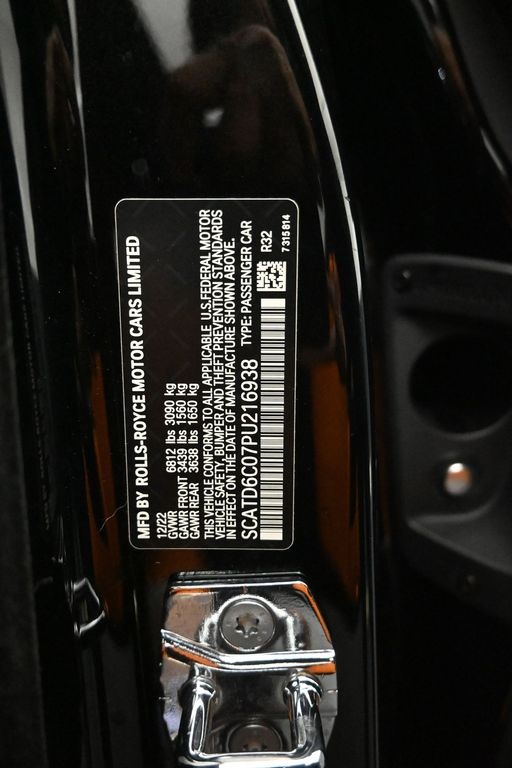 MFD BY ROLLS-ROYCE MOTOR CARS LIMITED
12/22
GVWR 6812 lbs 3090 kg
GAWR FRONT 3439 lbs 1560 kg
GAWR REAR 3638 lbs 1650 kg
THIS VEHICLE CONFORMS TO ALL APPLICABLE U.S. FEDERAL MOTOR
VEHICLE SAFETY, BUMPER AND THEFT PREVENTION STANDARDS
IN EFFECT ON THE DATE OF MANUFACTURE SHOWN ABOVE.
SCATD6C07PU216938 TYPE: PASSENGER CAR
R32
7315814